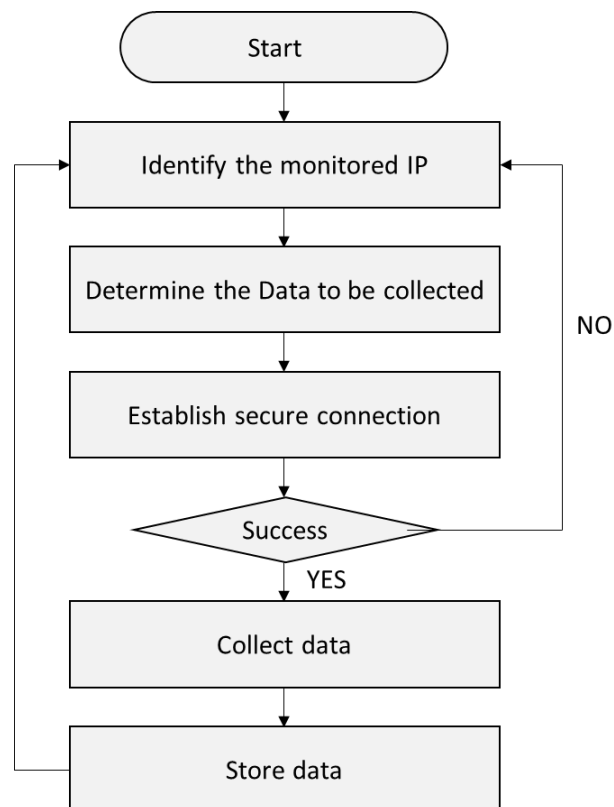 Start
Identify the monitored IP
Determine the Data to be collected
NO
Establish secure connection
Success
YES
Collect data
Store data